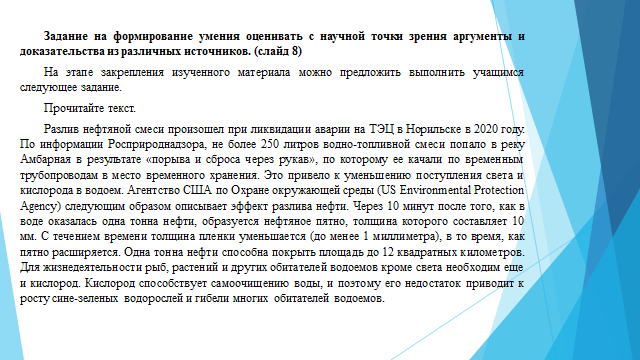 Задание на формирование умения оценивать с научной точки зрения аргументы и
доказательства из различных источников. (слайд 8)
На этапе закрепления изученного материала можно предложить выполнить учащимся
следующее задание.
Прочитайте текст.
Разлив нефтяной смеси произошел при ликвидации аварии на ТЭЦ в Норильске в 2020 году.
По информации Росприроднадзора, не более 250 литров водно-топливной смеси попало в реку
Амбарная в результате «порыва и сброса через рукав», по которому ее качали по временным
трубопроводам в место временного хранения. Это привело к уменьшению поступления света и
кислорода в водоем. Агентство США по Охране окружающей среды (US Environmental Protection
Agency) следующим образом описывает эффект разлива нефти. Через 10 минут после того, как в
воде оказалась одна тонна нефти, образуется нефтяное пятно, толщина которого составляет 10
мм. С течением времени толщина пленки уменьшается (до менее 1 миллиметра), в то время, как
пятно расширяется. Одна тонна нефти способна покрыть площадь до 12 квадратных километров.
Для жизнедеятельности рыб, растений и других обитателей водоемов кроме света необходим еще
и кислород. Кислород способствует самоочищению воды, и поэтому его недостаток приводит к
росту сине-зеленых водорослей и гибели многих обитателей водоемов.